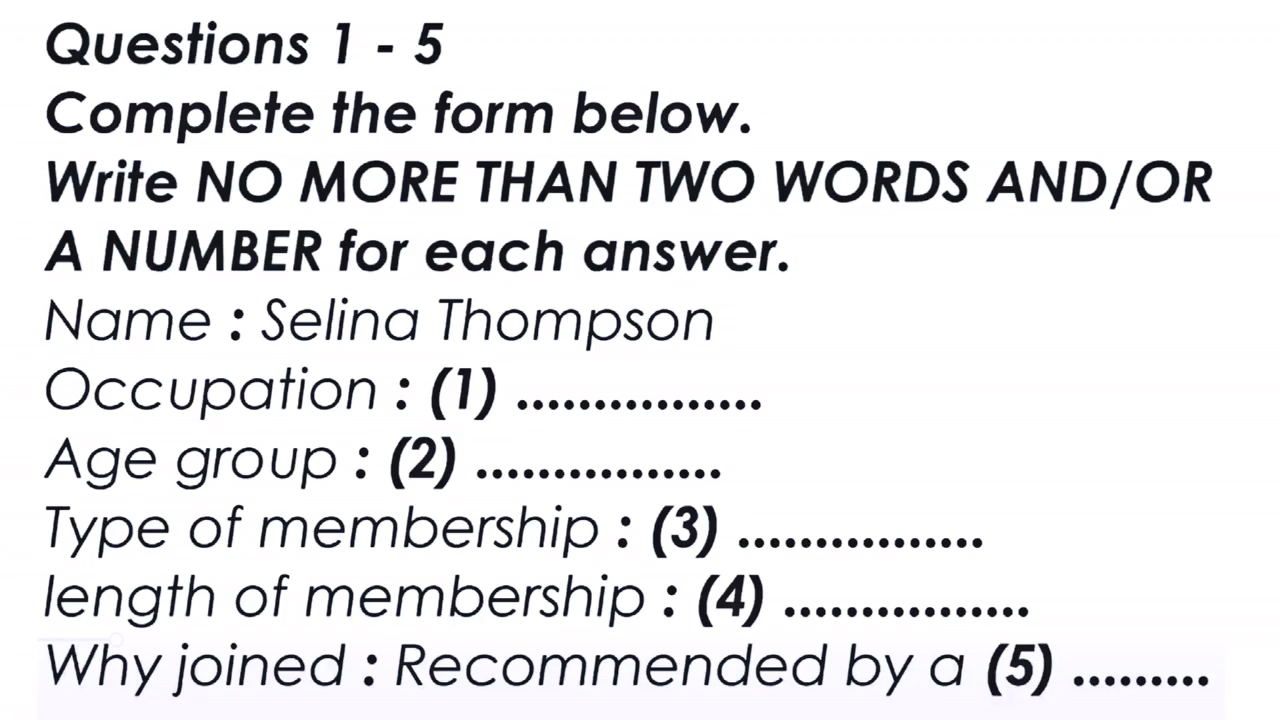 Questions 1 - 5
Complete the form below.
Write NO MORE THAN TWO WORDS AND/OR
A NUMBER for each answer.
Name : Selina Thompson
Occupation : (1) ................
Age group : (2) ................
Type of membership : (3) ................
length of membership : (4) ................
Why joined : Recommended by a (5) .........